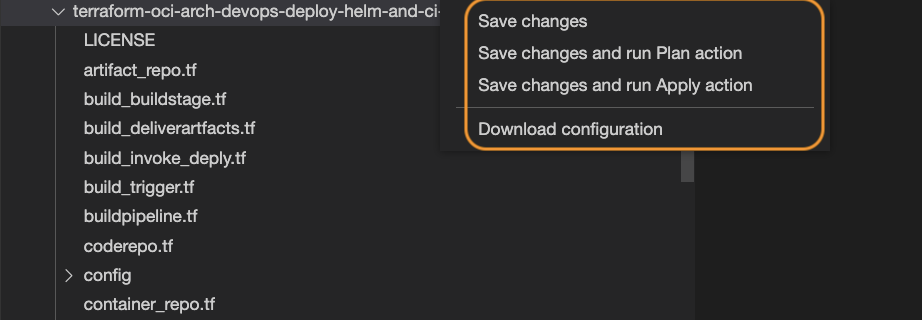 terraform-oci-arch-devops-deploy-helm-and-ci-
LICENSE
artifact_repo.tf
build_buildstage.tf
build_deliverartfacts.tf
build_invoke_deply.tf
build_trigger.tf
buildpipeline.tf
coderepo.tf
config
container_repo.tf
Save changes
Save changes and run Plan action
Save changes and run Apply action
Download configuration